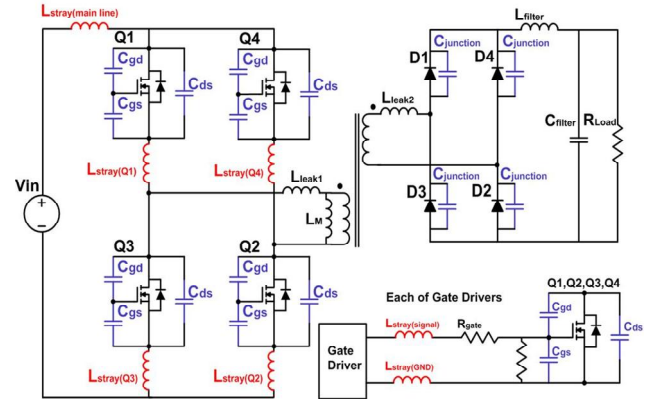 Lstray(main line)
Q1
Q4
Cgd
Cgs
Cds
Cgd
Cgs
Cds
Lstray(Q1)
Lstray(Q4)
Vin
Lleak1
LM
Lleak2
Lfilter
D1
Cjunction
D4
Cjunction
Cfilter
RLoad
D3
Cjunction
D2
Cjunction
Q3
Q2
Cgd
Cgs
Cds
Cgd
Cgs
Cds
Lstray(Q3)
Lstray(Q2)
Each of Gate Drivers
Q1,Q2,Q3,Q4
Gate
Driver
Lstray(signal)
Rgate
Lstray(GND)
Cgd
Cgs
Cds